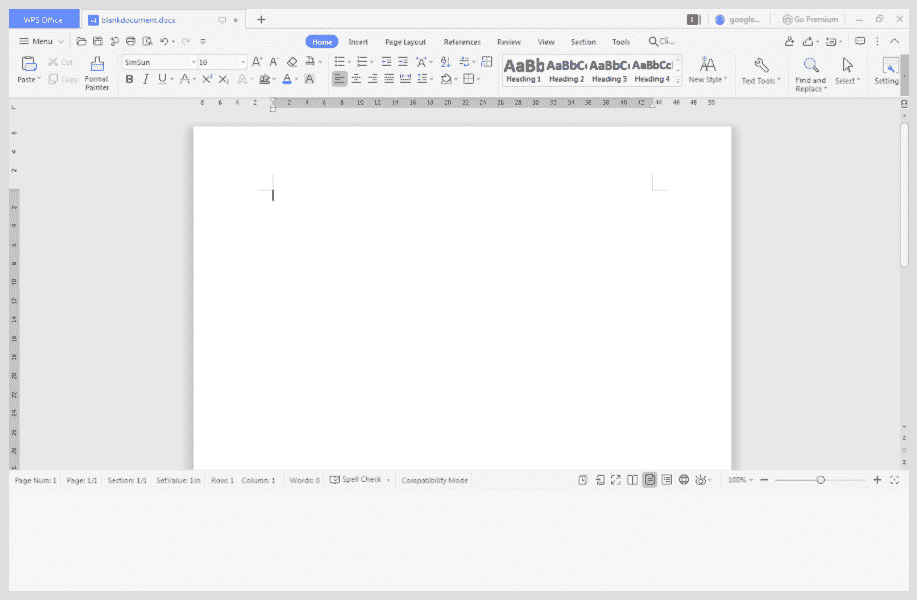 WPS Office blankdocument.docx + google... Go Premium
Menu Home Insert Page Layout References Review View Section Tools Cli...
Paste Cut Copy Format Painter SimSun 10 AaBb AaBbC AaBbC AaBbCc New Style Text Tools Find and Replace Select Setting
B I U A X² X₂ A A A Heading 1 Heading 2 Heading 3 Heading 4
8 6 4 2 2 4 6 8 10 12 14 16 18 20 22 24 26 28 30 32 34 36 38 40 42 44 46 48 50
Page Num: 1 Page: 1/1 Section: 1/1 SetValue: 1in Row: 1 Column: 1 Words: 0 Spell Check Compatibility Mode 100%